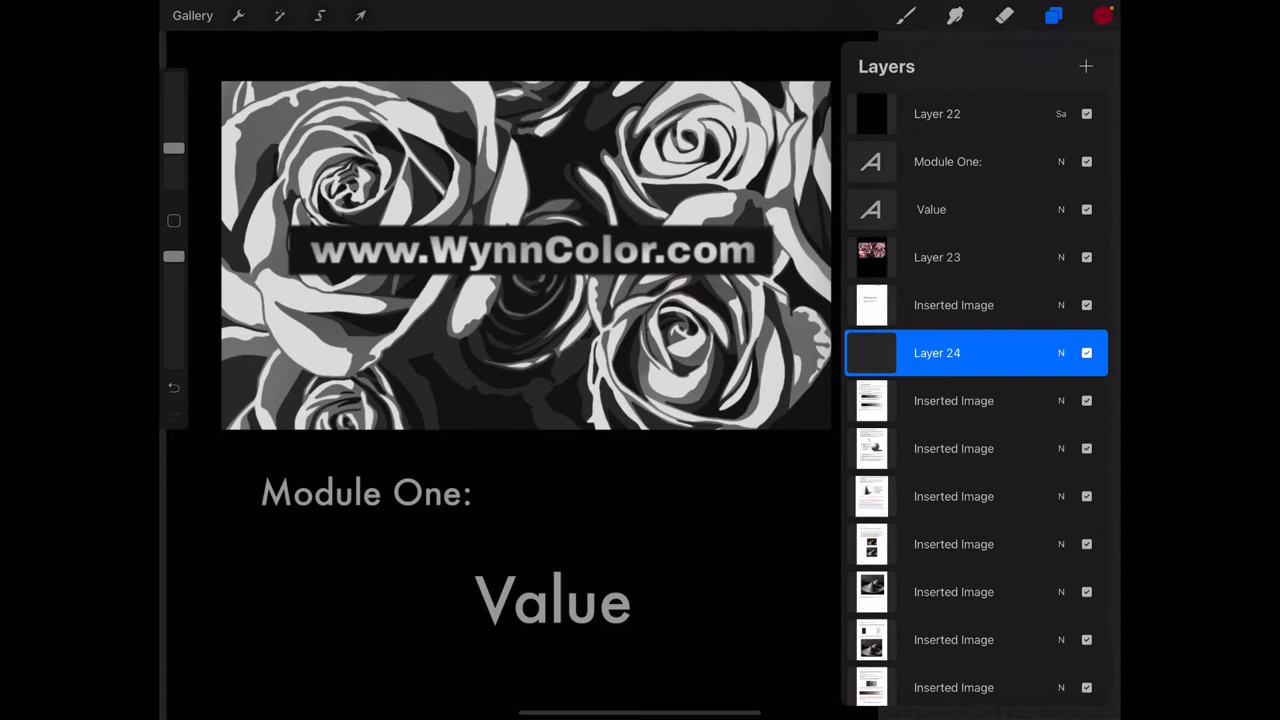 Gallery
Layers
Layer 22 Sa
Module One: N
Value N
Layer 23 N
Inserted Image N
Layer 24 N
Inserted Image N
Inserted Image N
Inserted Image N
Inserted Image N
Inserted Image N
Inserted Image N
Inserted Image N
www.WynnColor.com
Module One:
Value